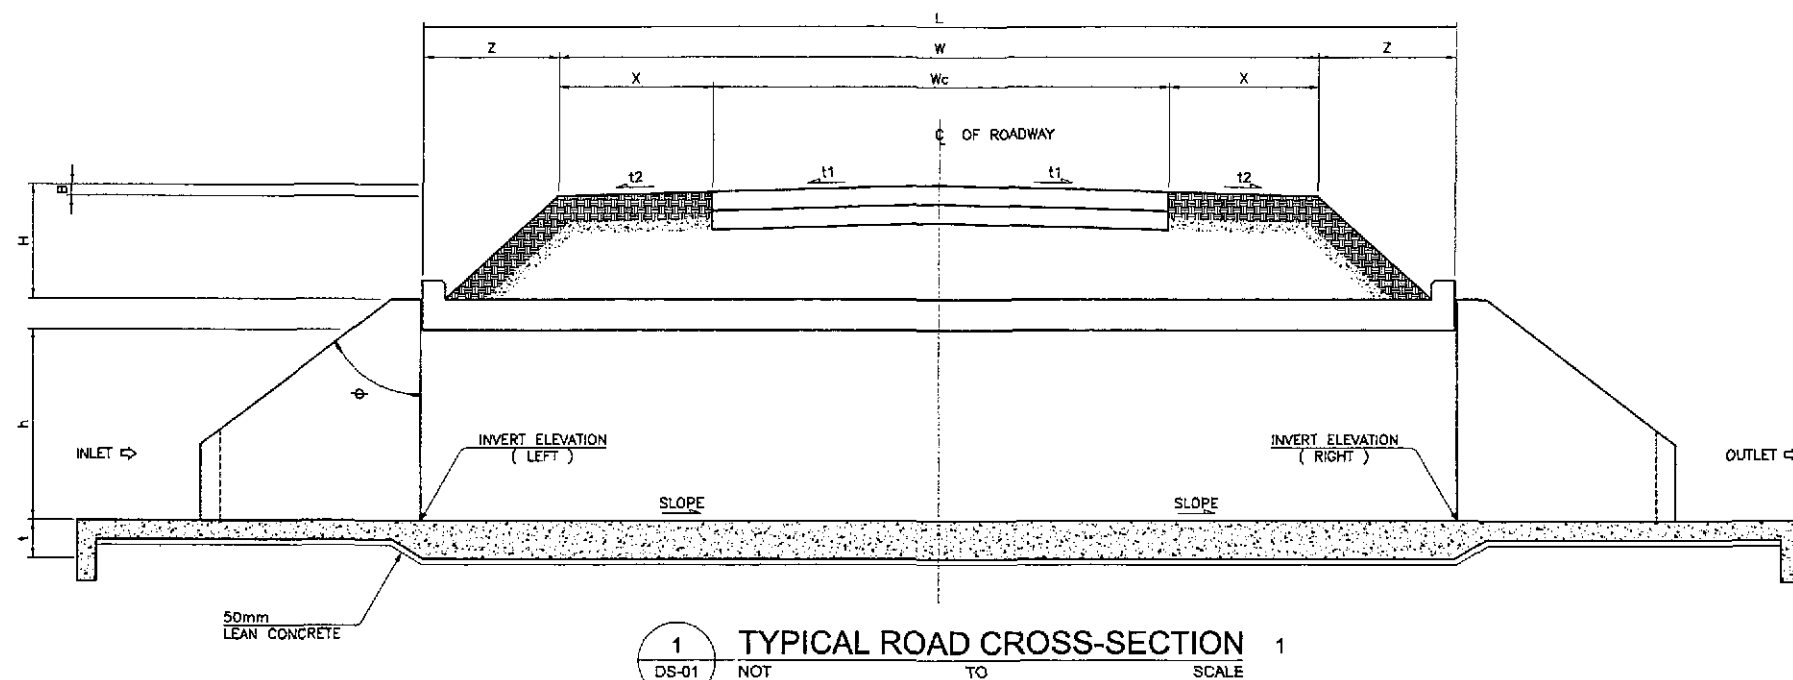 L
Z W Z
X Wc X
℄ OF ROADWAY
B
t2 t1 t1 t2
H
ϕ
h
INLET
INVERT ELEVATION
( LEFT )
INVERT ELEVATION
( RIGHT )
OUTLET
SLOPE SLOPE
t
50mm
LEAN CONCRETE
1 TYPICAL ROAD CROSS-SECTION 1
DS-01 NOT TO SCALE